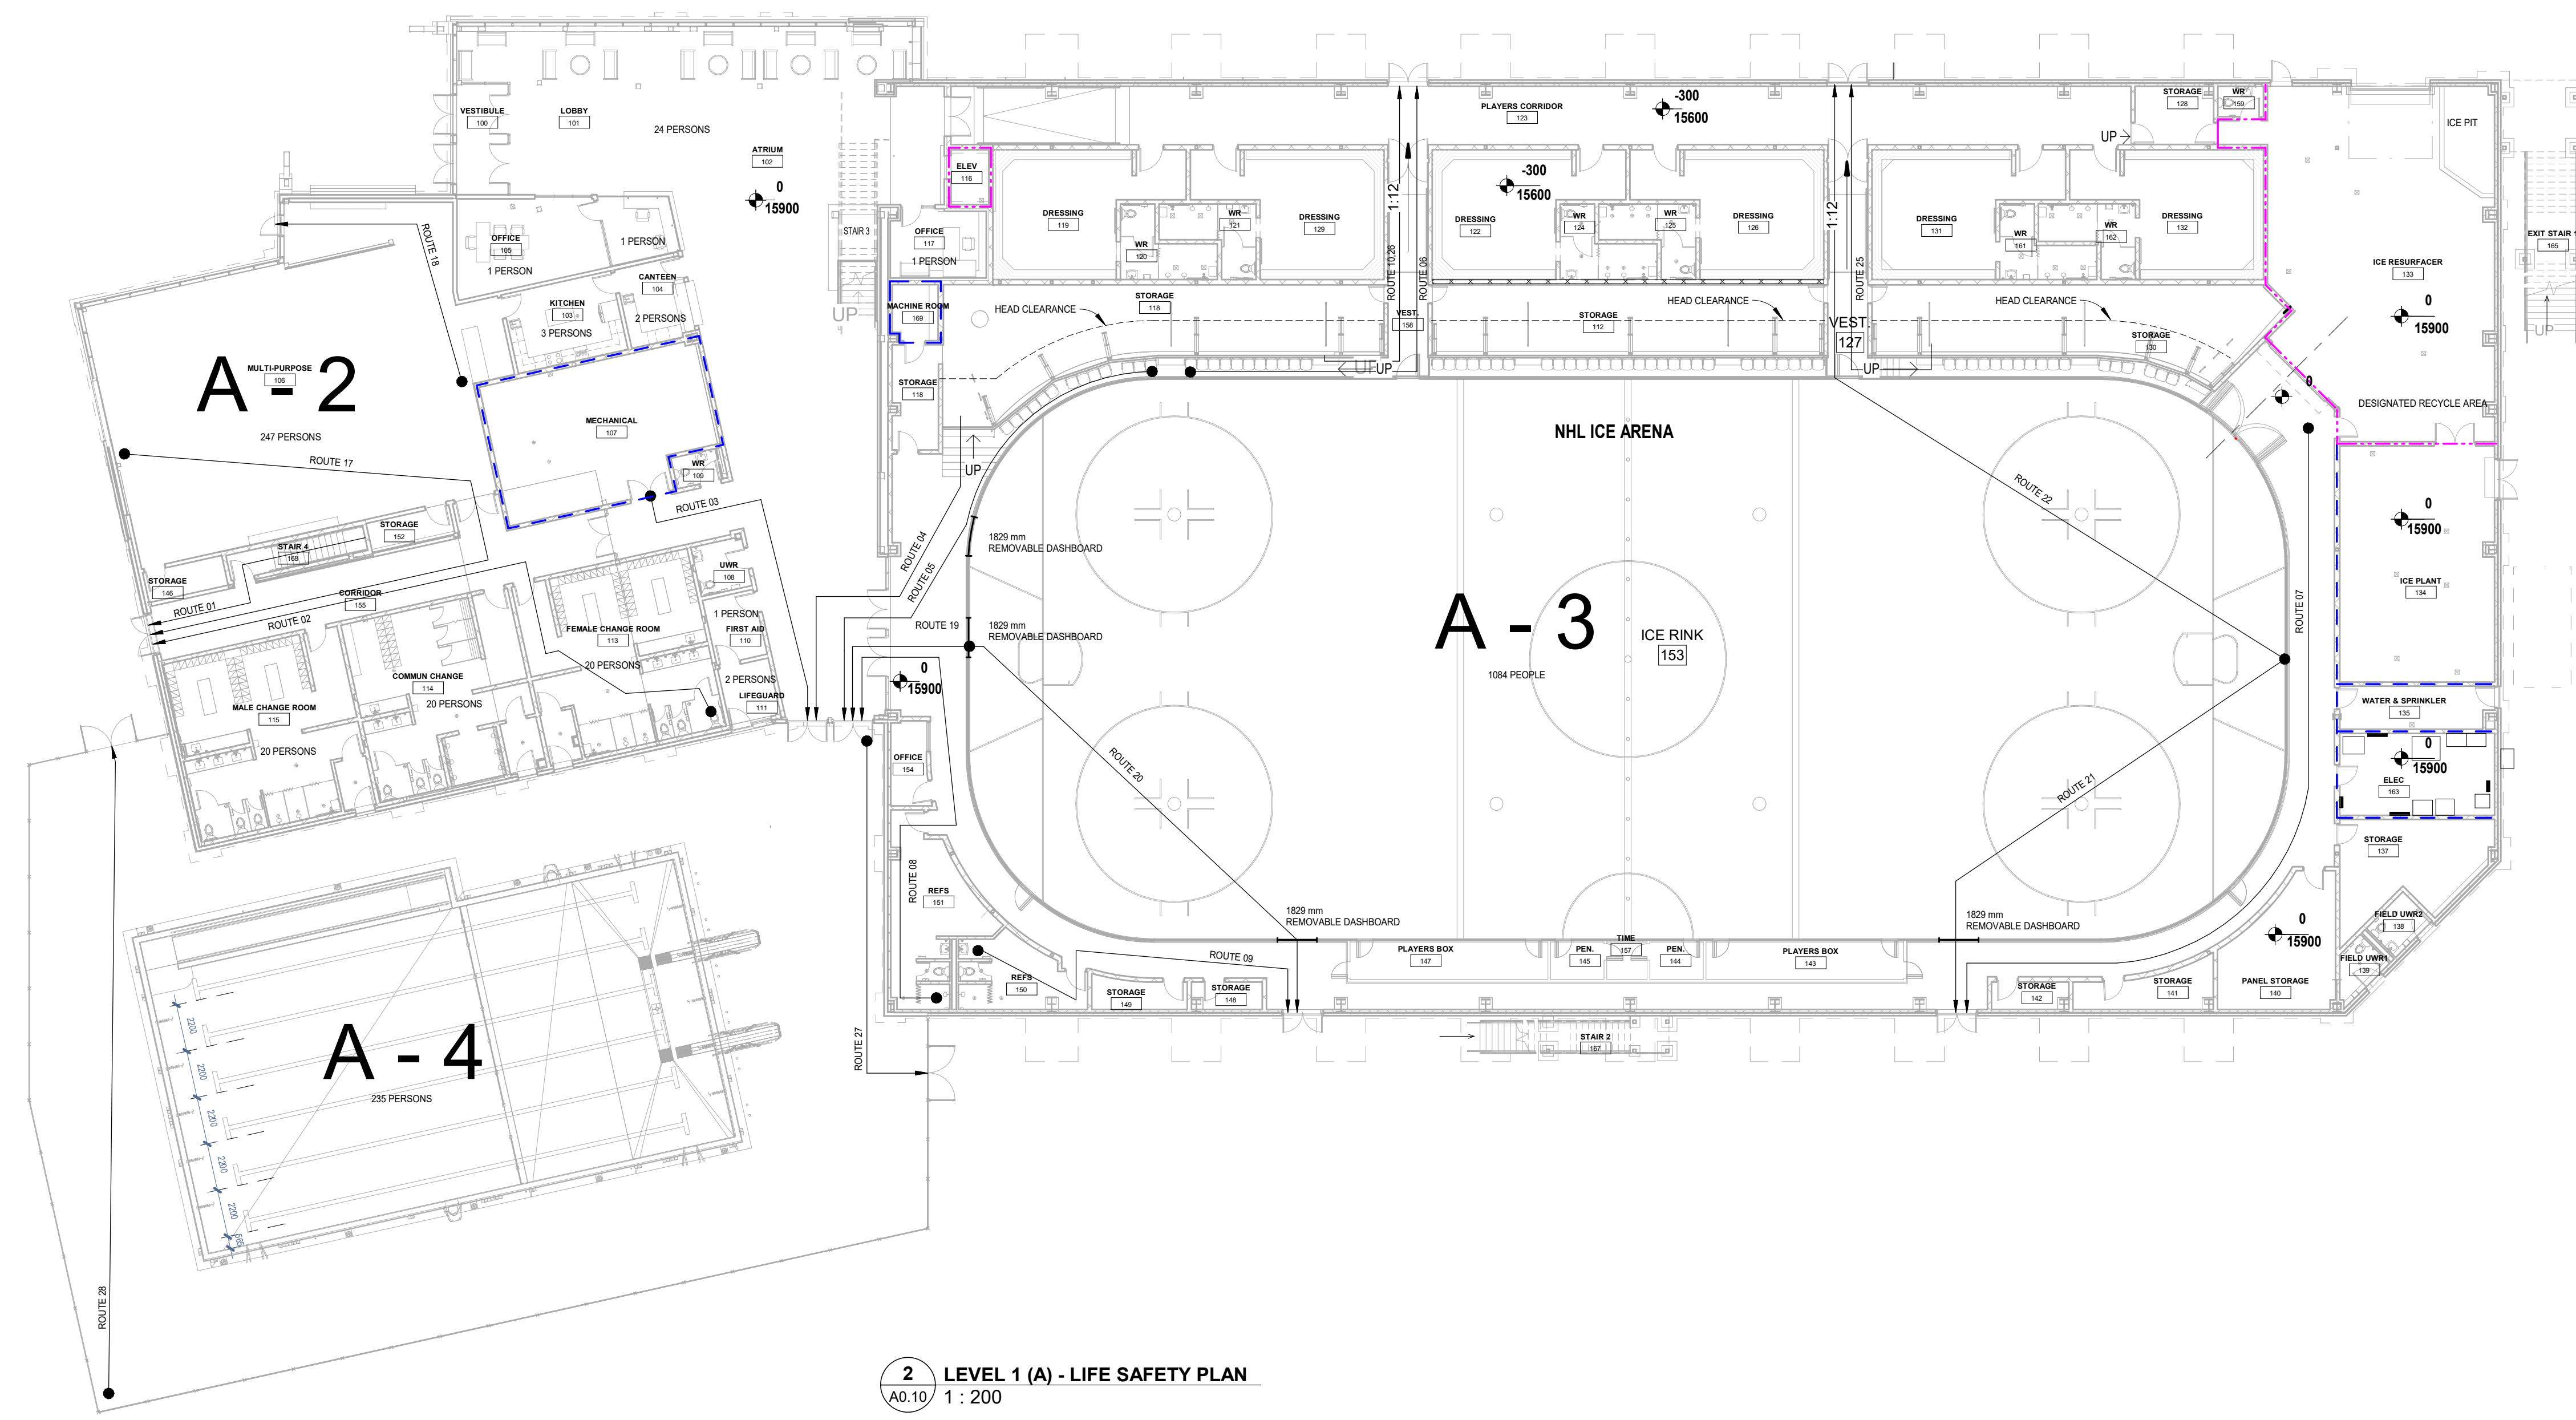 VESTIBULE
100
LOBBY
101
24 PERSONS
ATRIUM
102
0
15900
ELEV
116
PLAYERS CORRIDOR
123
-300
15600
STORAGE
128
WR
159
ICE PIT
UP
DRESSING
119
WR
120
WR
121
DRESSING
129
1:12
DRESSING
122
-300
15600
WR
124
WR
125
DRESSING
126
1:12
DRESSING
131
WR
161
WR
162
DRESSING
132
ICE RESURFACER
133
0
15900
EXIT STAIR 1
165
UP
ROUTE 18
OFFICE
105
1 PERSON
1 PERSON
CANTEEN
104
2 PERSONS
KITCHEN
103
3 PERSONS
STAIR 3
UP
OFFICE
117
1 PERSON
MACHINE ROOM
169
HEAD CLEARANCE
STORAGE
118
ROUTE 10,26
ROUTE 06
VEST.
158
STORAGE
112
HEAD CLEARANCE
VEST.
127
ROUTE 25
HEAD CLEARANCE
STORAGE
130
UP
UP
UP
0
DESIGNATED RECYCLE AREA
A - 2
MULTI-PURPOSE
106
247 PERSONS
MECHANICAL
107
WR
109
STORAGE
118
UP
NHL ICE ARENA
ROUTE 17
ROUTE 03
ROUTE 22
0
15900
STORAGE
152
STAIR 4
168
STORAGE
146
ROUTE 01
ROUTE 02
CORRIDOR
155
UWR
108
1 PERSON
FIRST AID
110
FEMALE CHANGE ROOM
113
20 PERSONS
2 PERSONS
LIFEGUARD
111
COMMUN CHANGE
114
20 PERSONS
MALE CHANGE ROOM
115
20 PERSONS
ROUTE 04
ROUTE 05
1829 mm
REMOVABLE DASHBOARD
ROUTE 19
1829 mm
REMOVABLE DASHBOARD
0
15900
A - 3
1084 PEOPLE
ICE RINK
153
ROUTE 07
ICE PLANT
134
WATER & SPRINKLER
135
0
15900
ELEC
163
OFFICE
154
ROUTE 20
ROUTE 21
ROUTE 08
REFS
151
STORAGE
137
FIELD UWR2
138
FIELD UWR1
139
0
15900
1829 mm
REMOVABLE DASHBOARD
1829 mm
REMOVABLE DASHBOARD
ROUTE 09
REFS
150
STORAGE
149
STORAGE
148
PLAYERS BOX
147
PEN.
145
TIME
157
PEN.
144
PLAYERS BOX
143
STORAGE
142
STORAGE
141
PANEL STORAGE
140
STAIR 2
167
ROUTE 27
A - 4
235 PERSONS
2200
2200
2200
2200
2200
565
ROUTE 28
2
A0.10
LEVEL 1 (A) - LIFE SAFETY PLAN
1 : 200